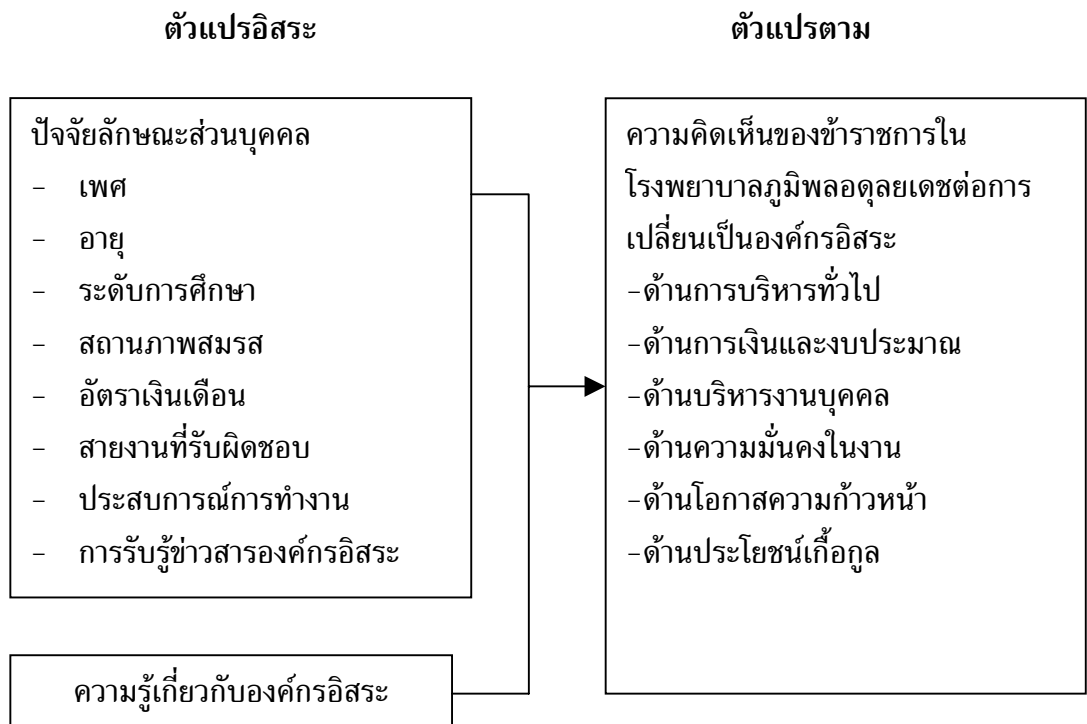 ตัวแปรอิสระ
ตัวแปรตาม
ปัจจัยลักษณะส่วนบุคคล
- เพศ
- อายุ
- ระดับการศึกษา
- สถานภาพสมรส
- อัตราเงินเดือน
- สายงานที่รับผิดชอบ
- ประสบการณ์การทำงาน
- การรับรู้ข่าวสารองค์กรอิสระ
ความรู้เกี่ยวกับองค์กรอิสระ
ความคิดเห็นของข้าราชการใน
โรงพยาบาลภูมิพลอดุลยเดชต่อการ
เปลี่ยนเป็นองค์กรอิสระ
-ด้านการบริหารทั่วไป
-ด้านการเงินและงบประมาณ
-ด้านบริหารงานบุคคล
-ด้านความมั่นคงในงาน
-ด้านโอกาสความก้าวหน้า
-ด้านประโยชน์เกื้อกูล